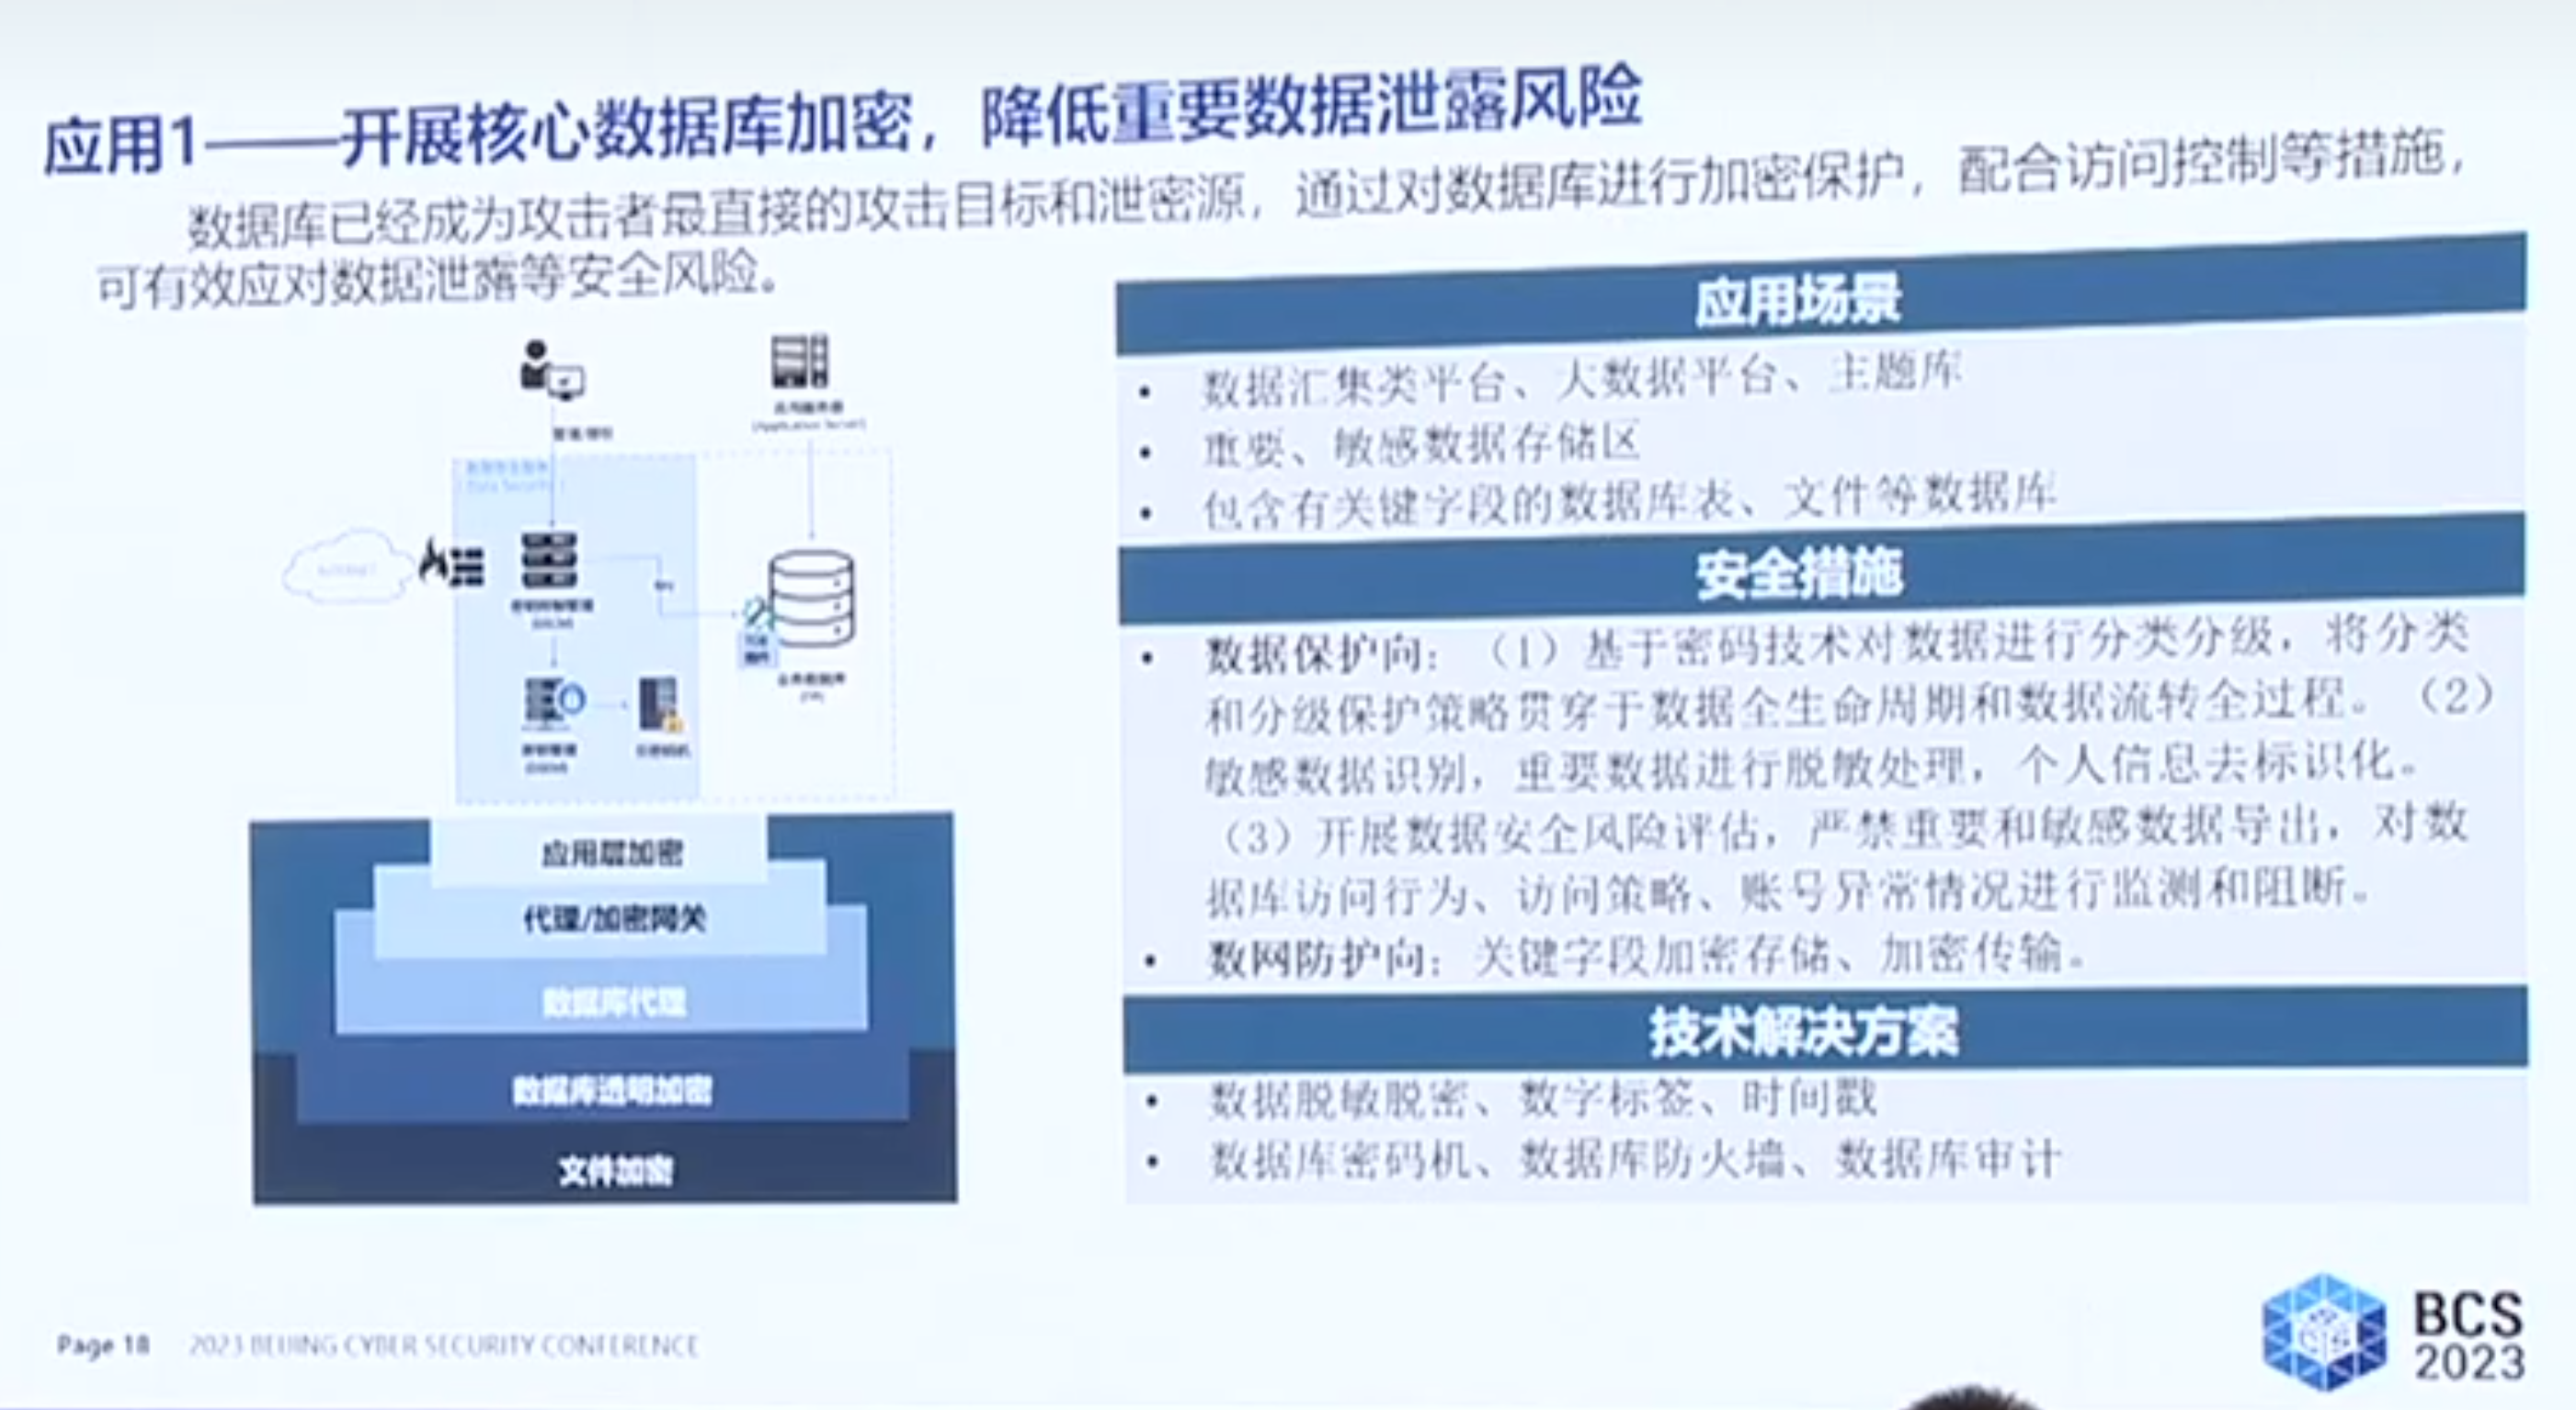 应用1——开展核心数据库加密，降低重要数据泄露风险
数据库已经成为攻击者最直接的攻击目标和泄密源，通过对数据库进行加密保护，配合访问控制等措施，
可有效应对数据泄露等安全风险。
(Application Server)
Data Security
应用层加密
代理/加密网关
数据库代理
数据库透明加密
文件加密
应用场景
• 数据汇集类平台、大数据平台、主题库
• 重要、敏感数据存储区
• 包含有关键字段的数据库表、文件等数据库
安全措施
• 数据保护向：（1）基于密码技术对数据进行分类分级，将分类
和分级保护策略贯穿于数据全生命周期和数据流转全过程。（2）
敏感数据识别，重要数据进行脱敏处理，个人信息去标识化。
（3）开展数据安全风险评估，严禁重要和敏感数据导出，对数
据库访问行为、访问策略、账号异常情况进行监测和阻断。
• 数网防护向：关键字段加密存储、加密传输。
技术解决方案
• 数据脱敏脱密、数字标签、时间戳
• 数据库密码机、数据库防火墙、数据库审计
Page 18 2023 BEIJING CYBER SECURITY CONFERENCE
BCS
2023